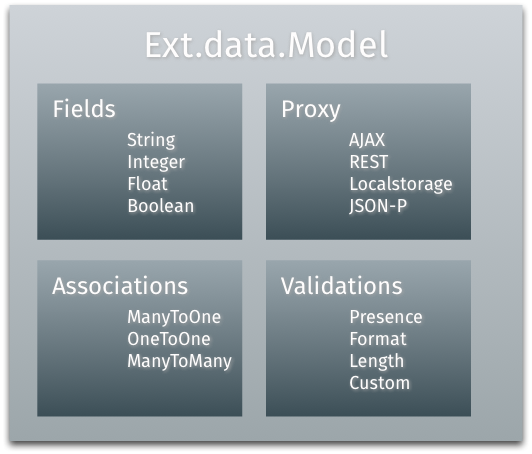 Ext.data.Model
Fields
String
Integer
Float
Boolean
Proxy
AJAX
REST
Localstorage
JSON-P
Associations
ManyToOne
OneToOne
ManyToMany
Validations
Presence
Format
Length
Custom